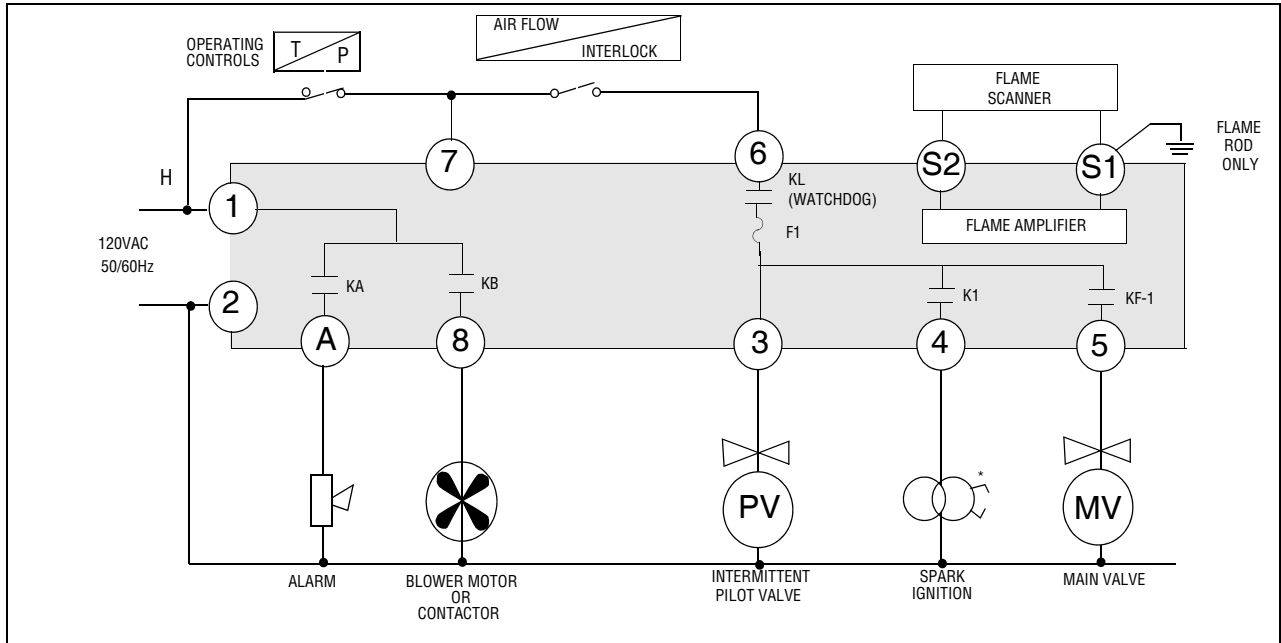 AIR FLOW
INTERLOCK
OPERATING
CONTROLS
T P
FLAME
SCANNER
FLAME
ROD
ONLY
7
6
S2
S1
H
KL
(WATCHDOG)
1
F1
FLAME AMPLIFIER
120VAC
50/60Hz
KA
KB
K1
KF-1
2
A
8
3
4
5
*
PV
MV
ALARM
BLOWER MOTOR
OR
CONTACTOR
INTERMITTENT
PILOT VALVE
SPARK
IGNITION
MAIN VALVE